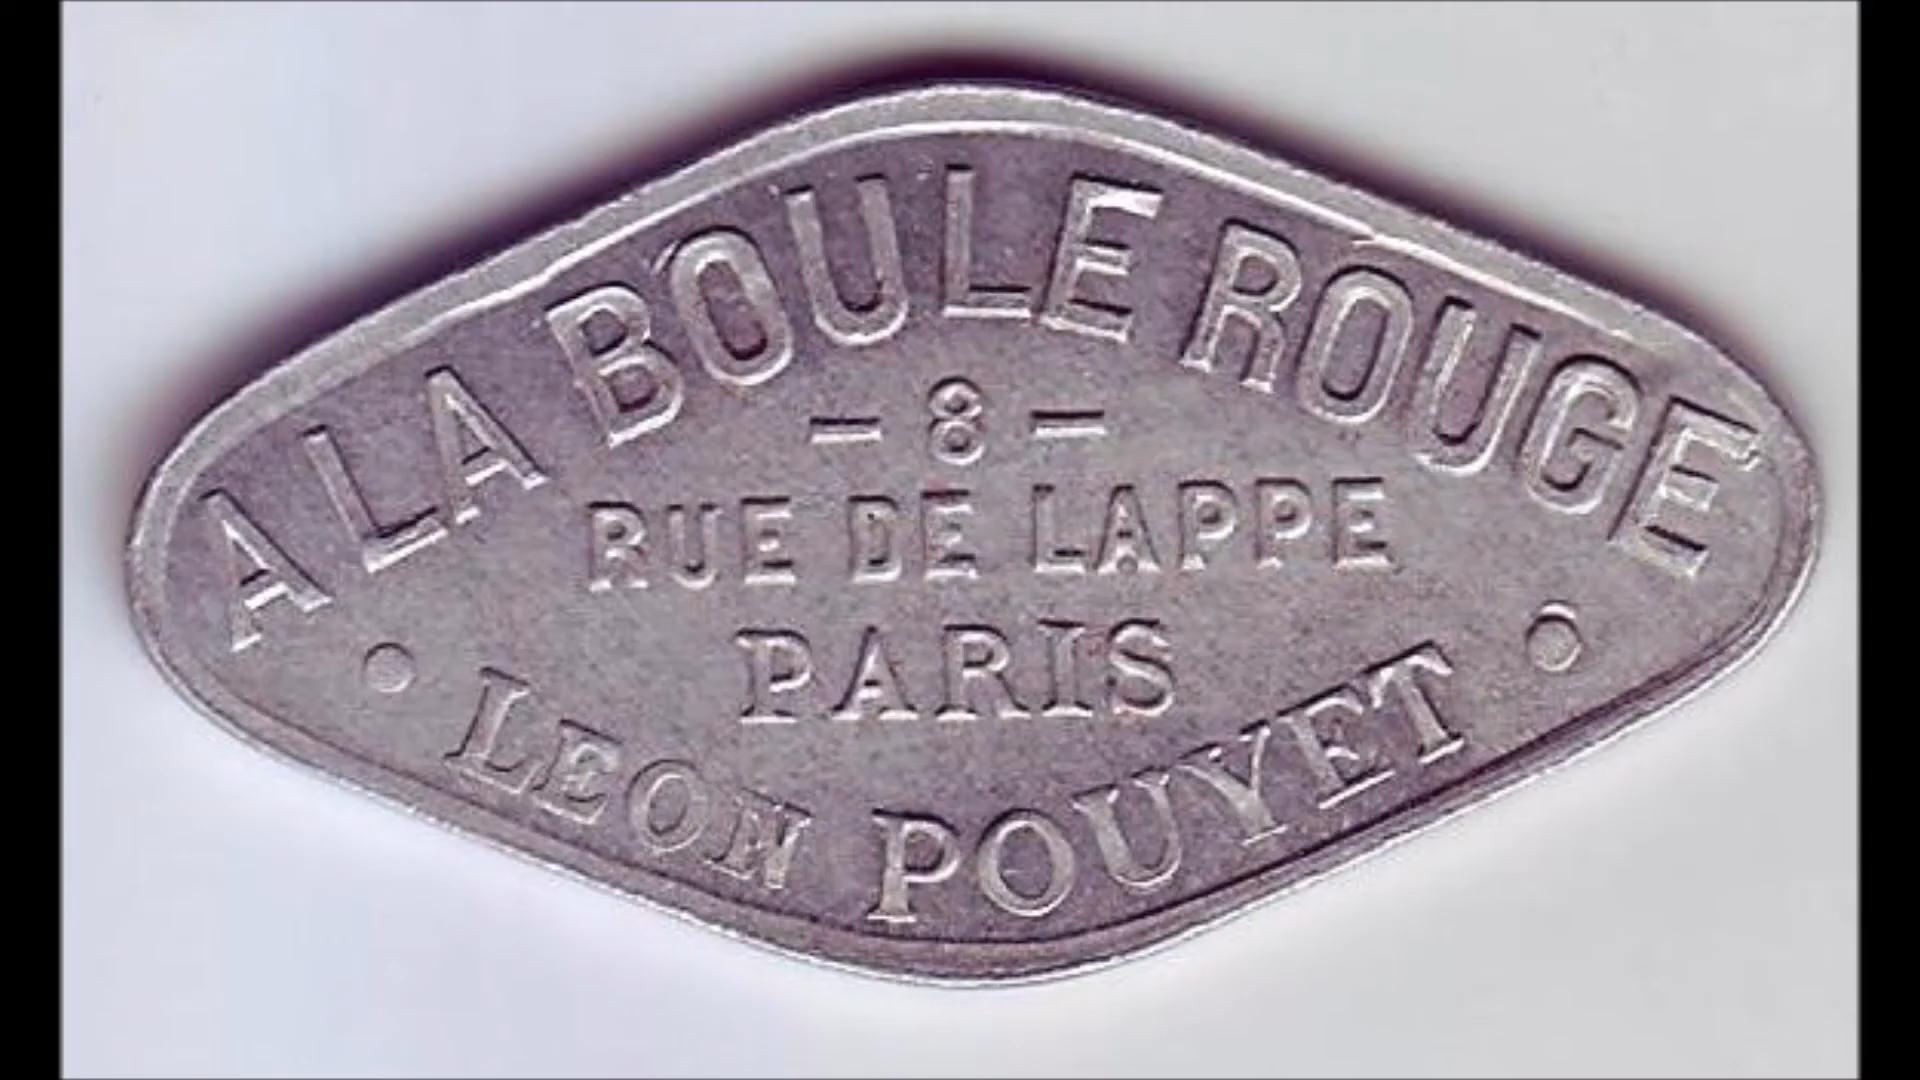 A LA BOULE ROUGE
- 8 -
RUE DE LAPPE
PARIS
• LEON POUYET •